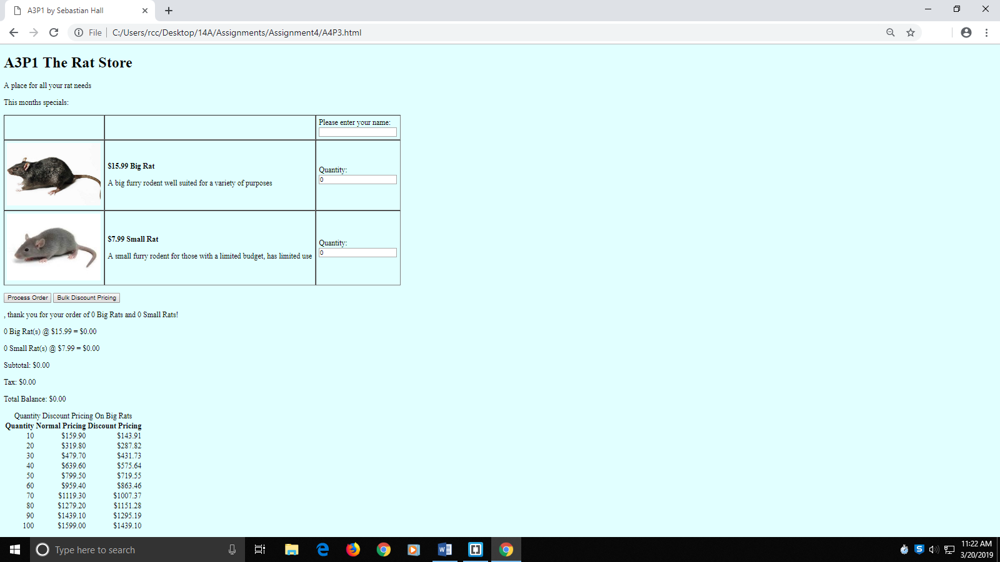 A3P1 by Sebastian Hall
File C:/Users/rcc/Desktop/14A/Assignments/Assignment4/A4P3.html
A3P1 The Rat Store
A place for all your rat needs
This months specials:
Please enter your name:
$15.99 Big Rat
A big furry rodent well suited for a variety of purposes
Quantity:
0
$7.99 Small Rat
A small furry rodent for those with a limited budget, has limited use
Quantity:
0
Process Order Bulk Discount Pricing
, thank you for your order of 0 Big Rats and 0 Small Rats!
0 Big Rat(s) @ $15.99 = $0.00
0 Small Rat(s) @ $7.99 = $0.00
Subtotal: $0.00
Tax: $0.00
Total Balance: $0.00
Quantity Discount Pricing On Big Rats
Quantity Normal Pricing Discount Pricing
10 $159.90 $143.91
20 $319.80 $287.82
30 $479.70 $431.73
40 $639.60 $575.64
50 $799.50 $719.55
60 $959.40 $863.46
70 $1119.30 $1007.37
80 $1279.20 $1151.28
90 $1439.10 $1295.19
100 $1599.00 $1439.10
Type here to search
11:22 AM
3/20/2019